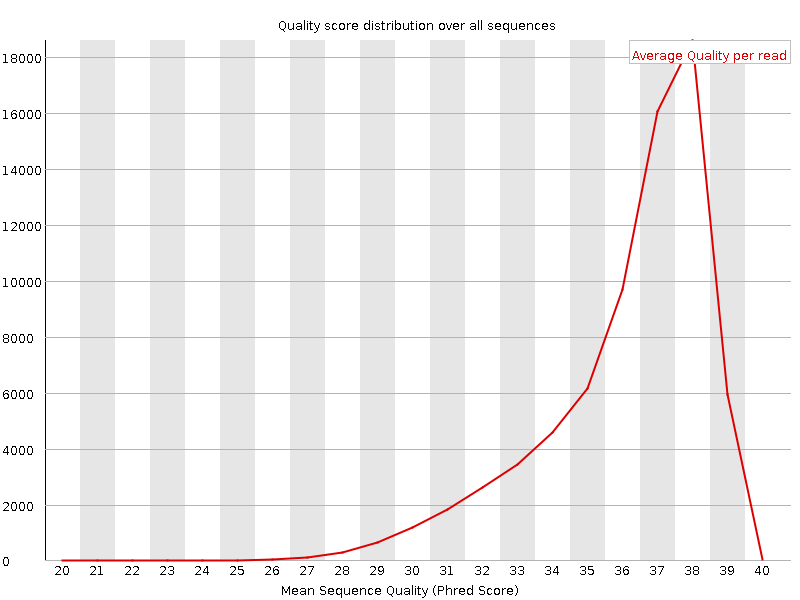 Quality score distribution over all sequences
Average Quality per read
18000
16000
14000
12000
10000
8000
6000
4000
2000
0
20 21 22 23 24 25 26 27 28 29 30 31 32 33 34 35 36 37 38 39 40
Mean Sequence Quality (Phred Score)